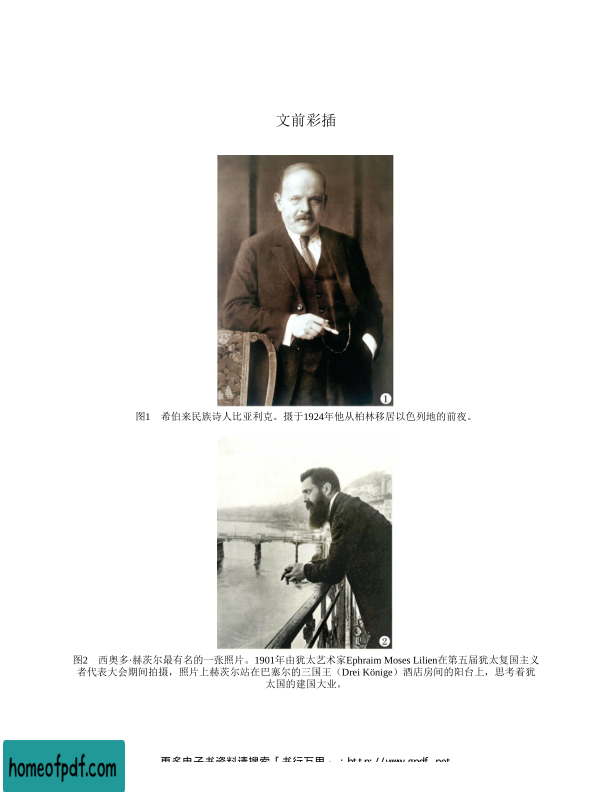 文前彩插
1
图1 希伯来民族诗人比亚利克。摄于1924年他从柏林移居以色列地的前夜。
2
图2 西奥多·赫茨尔最有名的一张照片。1901年由犹太艺术家Ephraim Moses Lilien在第五届犹太复国主义
者代表大会期间拍摄，照片上赫茨尔站在巴塞尔的三国王（Drei Könige）酒店房间的阳台上，思考着犹
太国的建国大业。
更多电子书资料请搜索「书行万里」：http://www.gpdf.net
homeofpdf.com